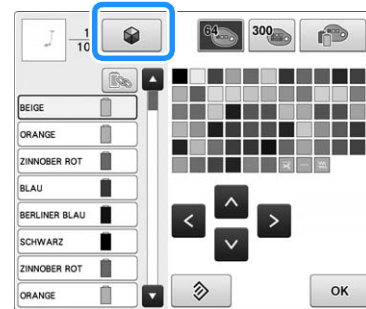 1
10
64
300
BEIGE
ORANGE
ZINNOBER ROT
BLAU
BERLINER BLAU
SCHWARZ
ZINNOBER ROT
ORANGE
OK